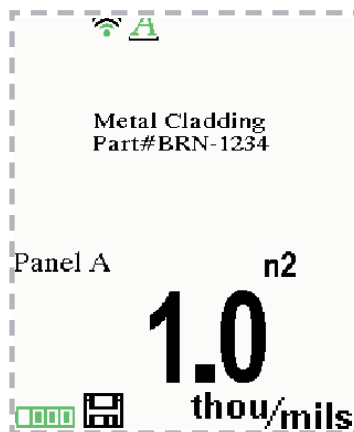 A
Metal Cladding
Part#BRN-1234
Panel A
n2
1.0
thou/mils